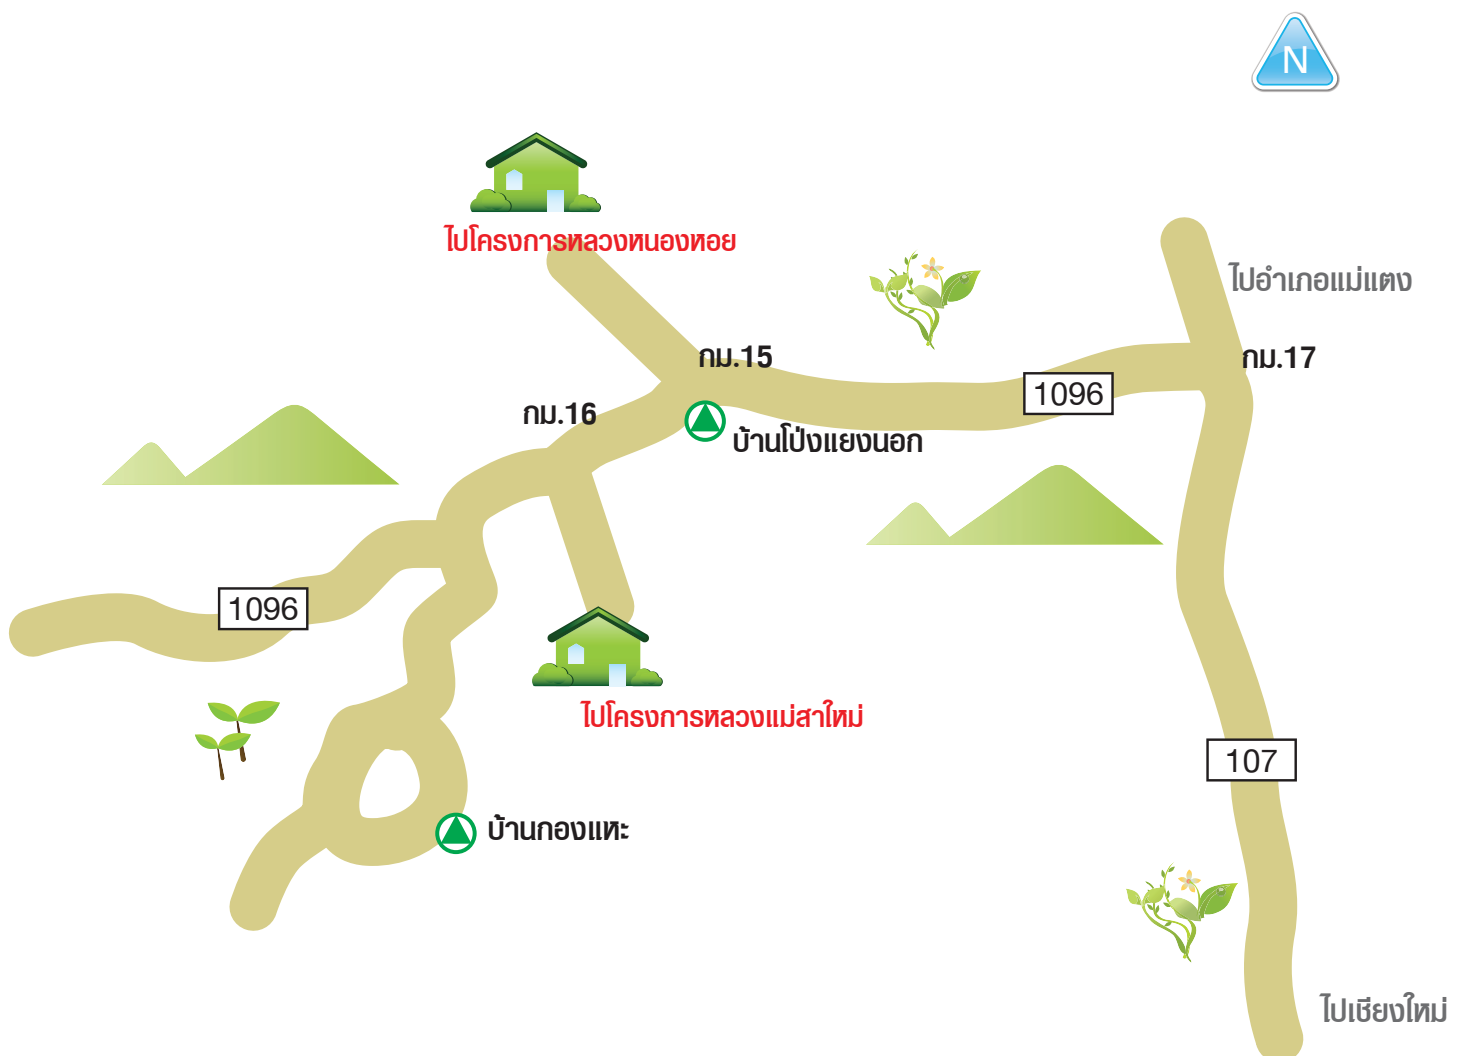 N
ไปโครงการหลวงหนองหอย
ไปอำเภอแม่แตง
กม.15
กม.17
1096
กม.16
บ้านโป่งแยงนอก
1096
ไปโครงการหลวงแม่สาใหม่
107
บ้านกองแหะ
ไปเชียงใหม่